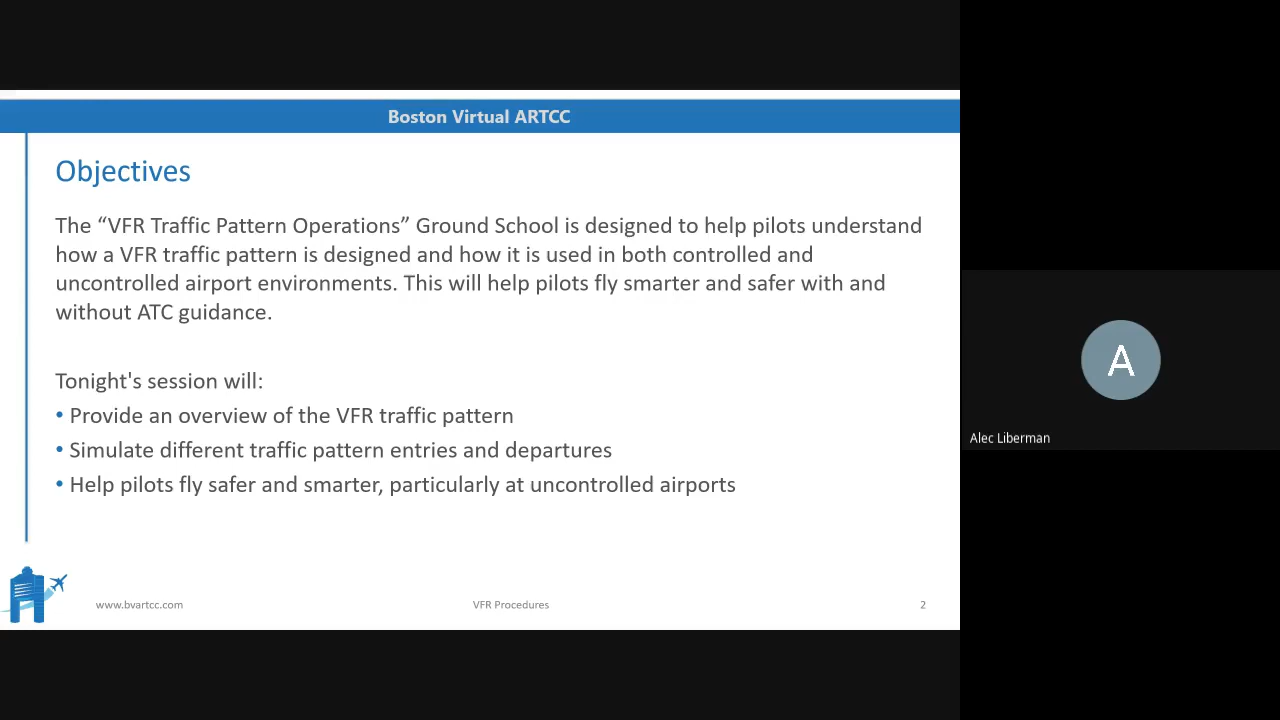 Boston Virtual ARTCC
Objectives
The “VFR Traffic Pattern Operations” Ground School is designed to help pilots understand
how a VFR traffic pattern is designed and how it is used in both controlled and
uncontrolled airport environments. This will help pilots fly smarter and safer with and
without ATC guidance.
Tonight's session will:
• Provide an overview of the VFR traffic pattern
• Simulate different traffic pattern entries and departures
• Help pilots fly safer and smarter, particularly at uncontrolled airports
www.bvartcc.com
VFR Procedures
2
A
Alec Liberman